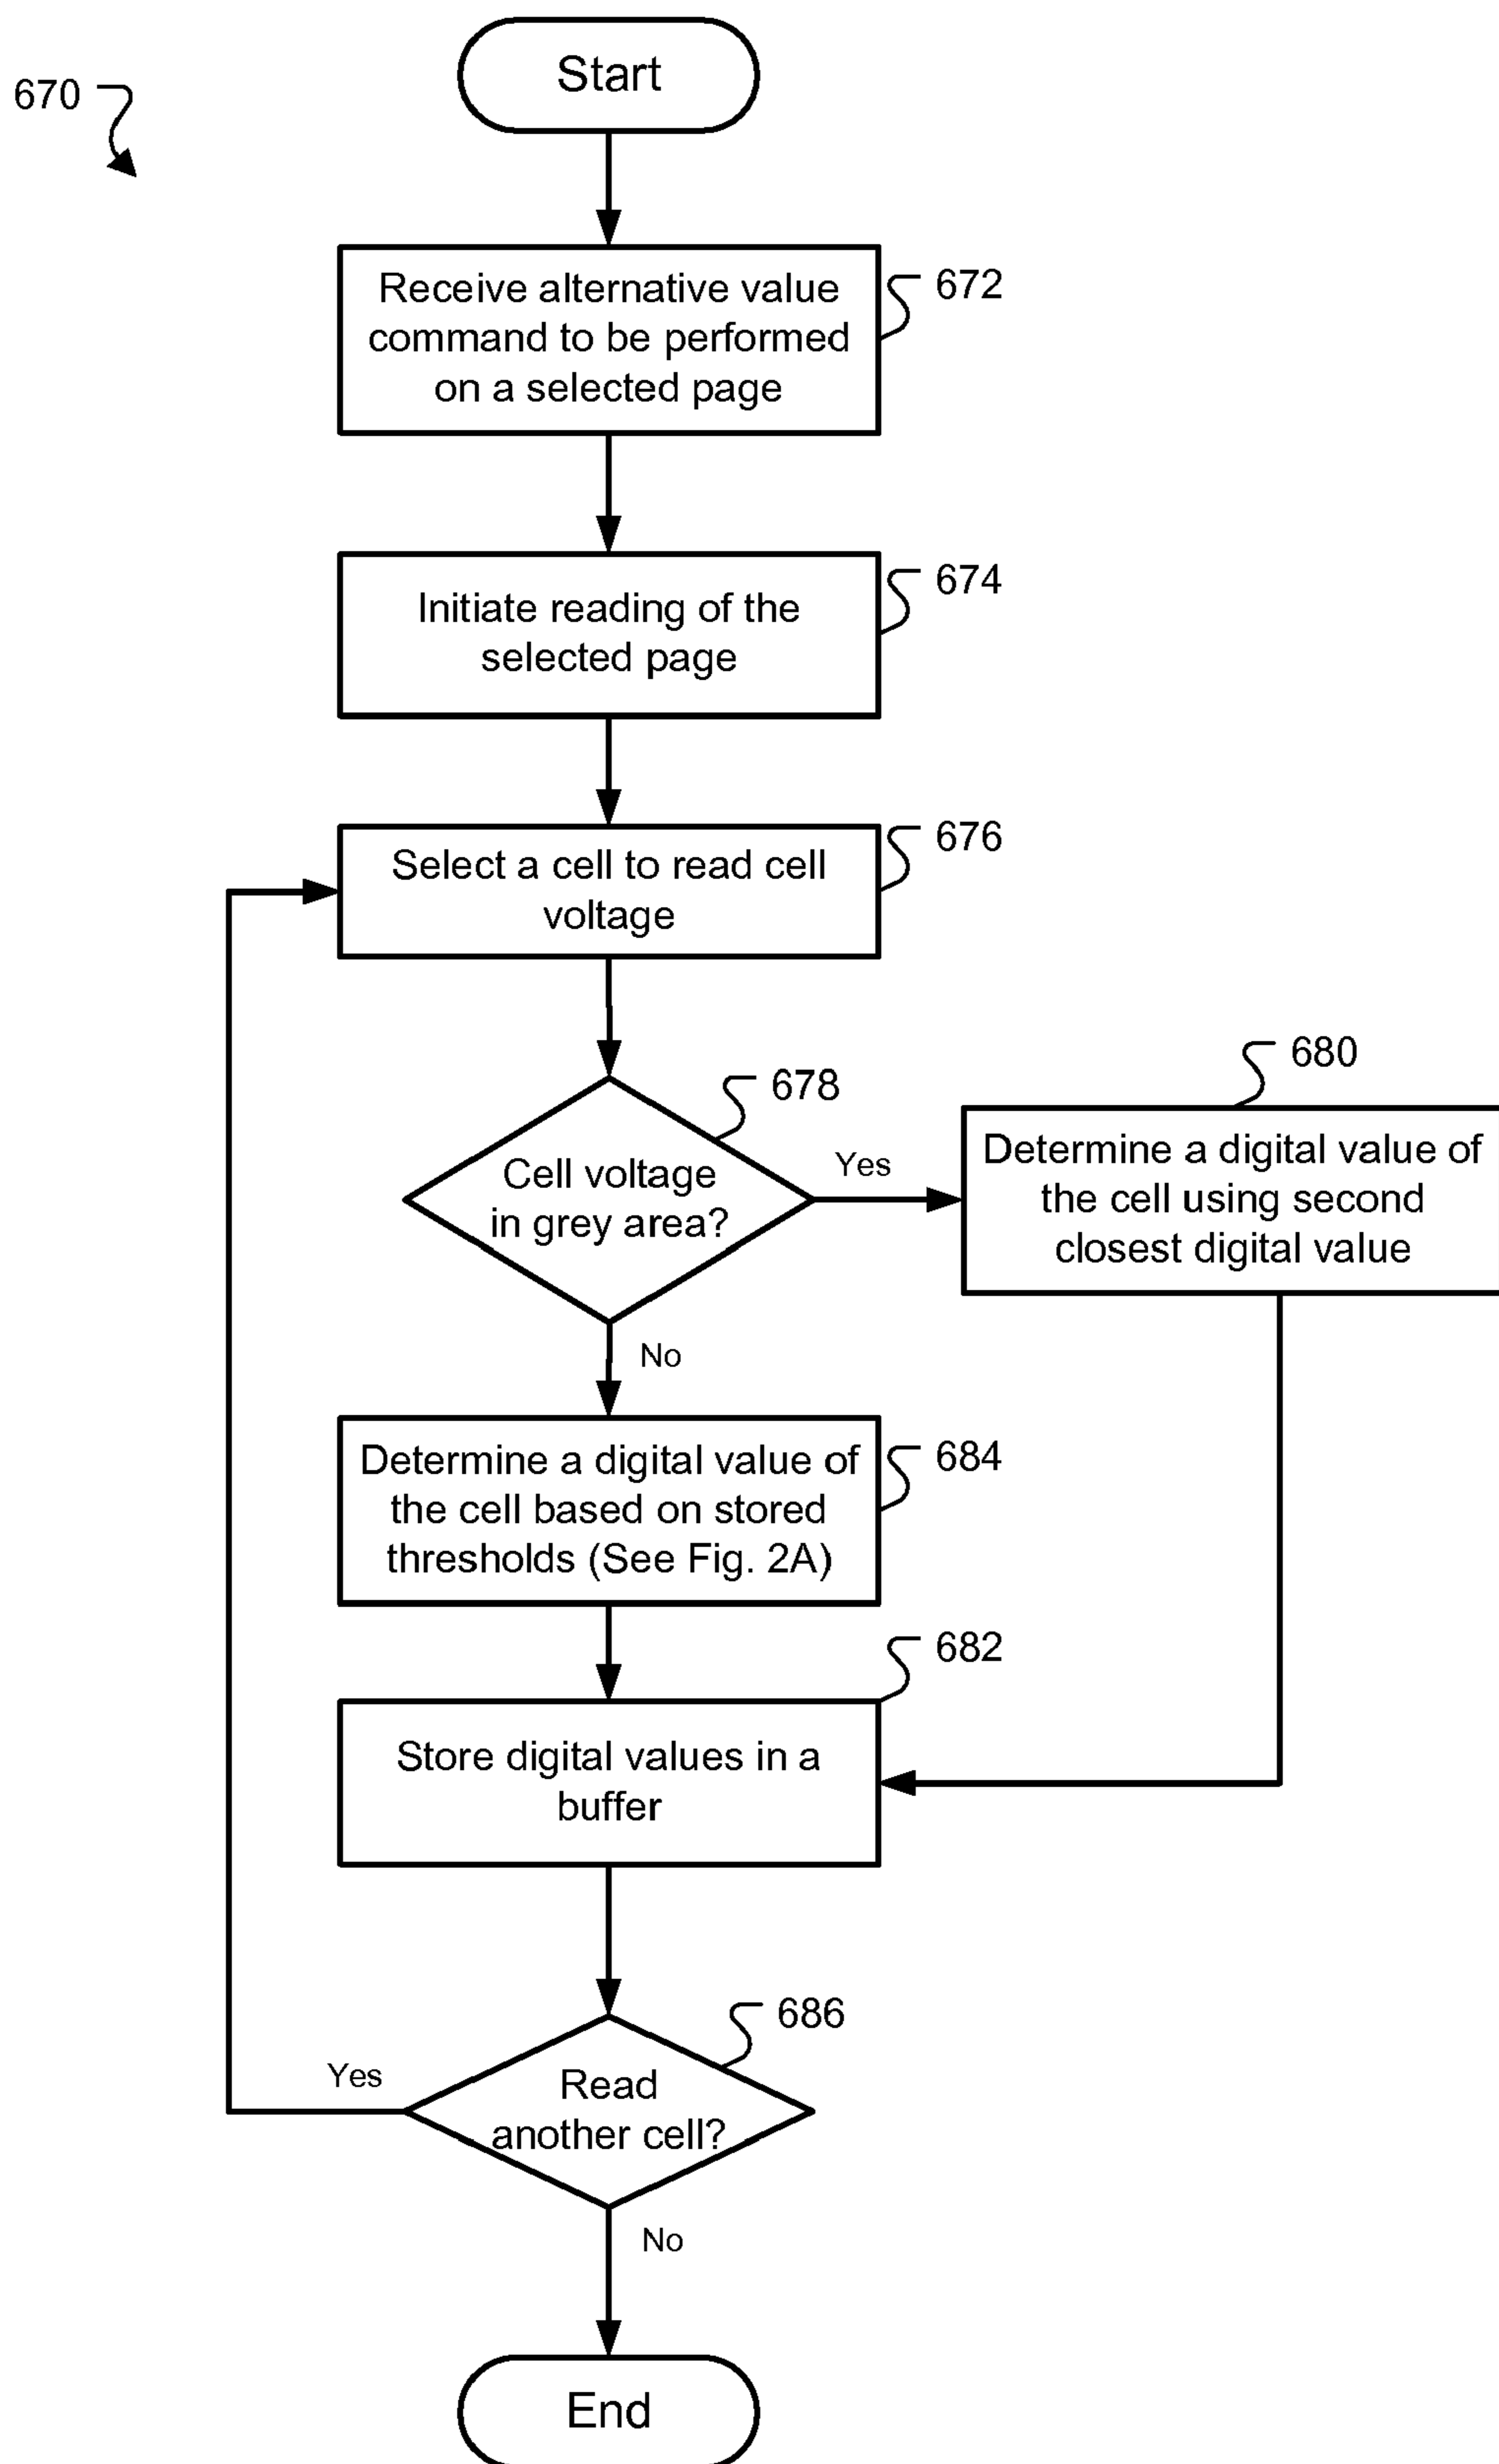 Start
670
Receive alternative value
command to be performed
on a selected page
672
Initiate reading of the
selected page
674
Select a cell to read cell
voltage
676
Cell voltage
in grey area?
678
Yes
680
Determine a digital value of
the cell using second
closest digital value
No
Determine a digital value of
the cell based on stored
thresholds (See Fig. 2A)
684
682
Store digital values in a
buffer
686
Yes
Read
another cell?
No
End